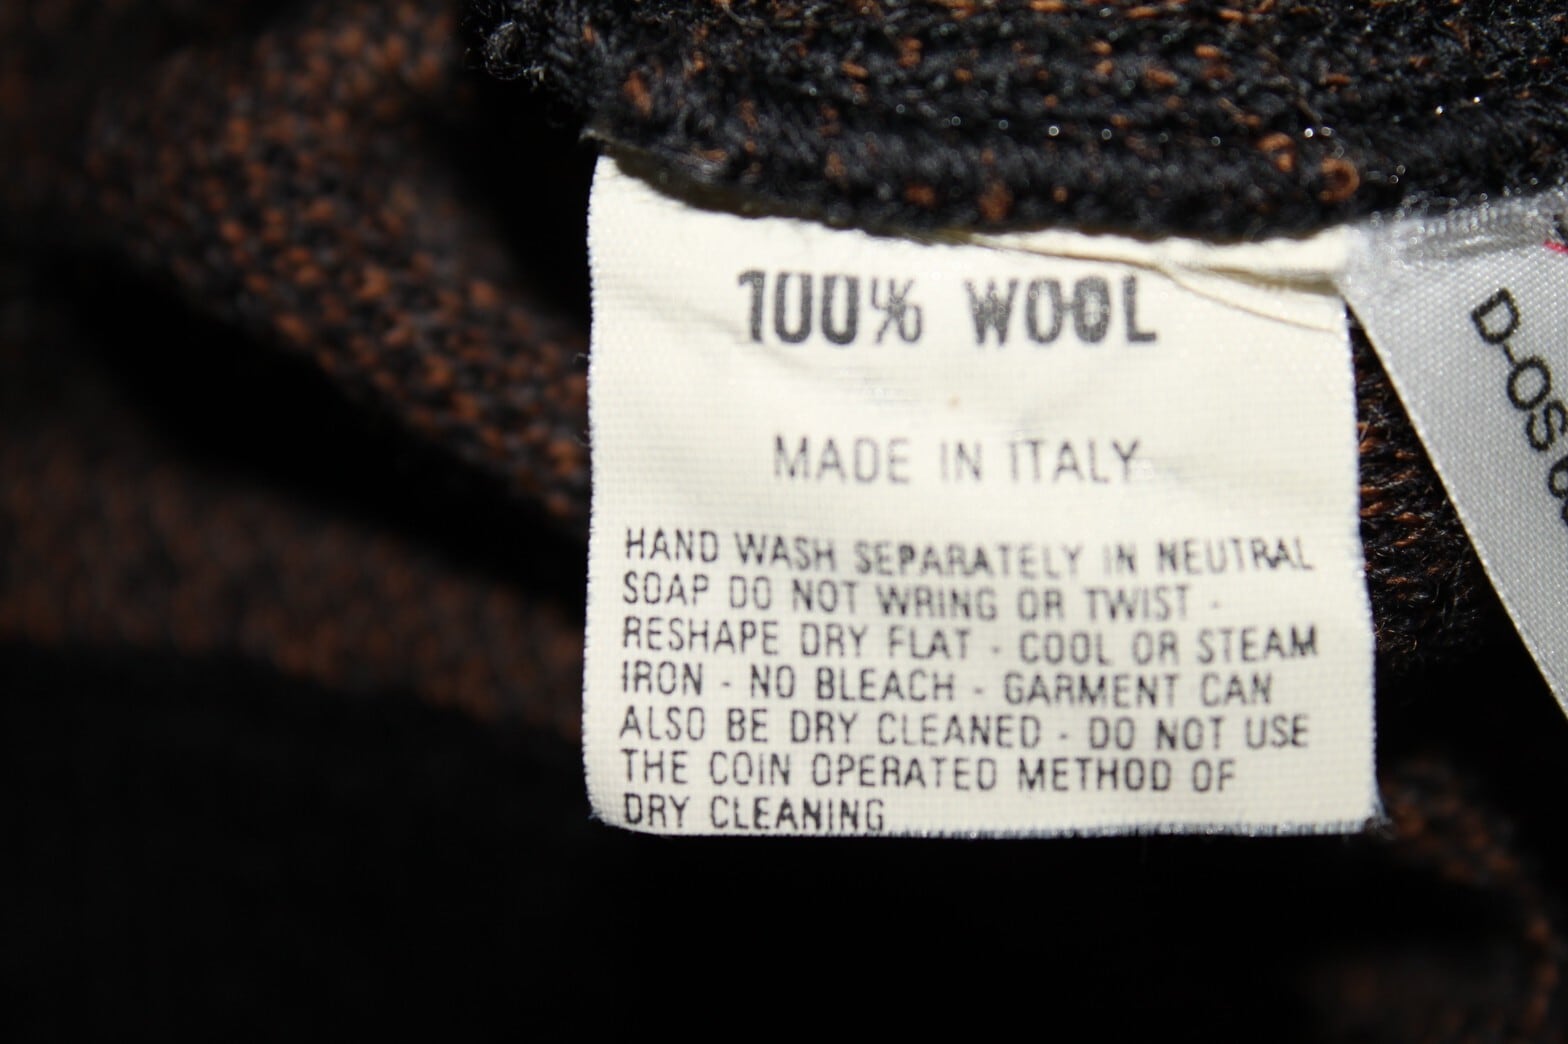 100% WOOL
MADE IN ITALY
HAND WASH SEPARATELY IN NEUTRAL
SOAP DO NOT WRING OR TWIST -
RESHAPE DRY FLAT - COOL OR STEAM
IRON - NO BLEACH - GARMENT CAN
ALSO BE DRY CLEANED - DO NOT USE
THE COIN OPERATED METHOD OF
DRY CLEANING